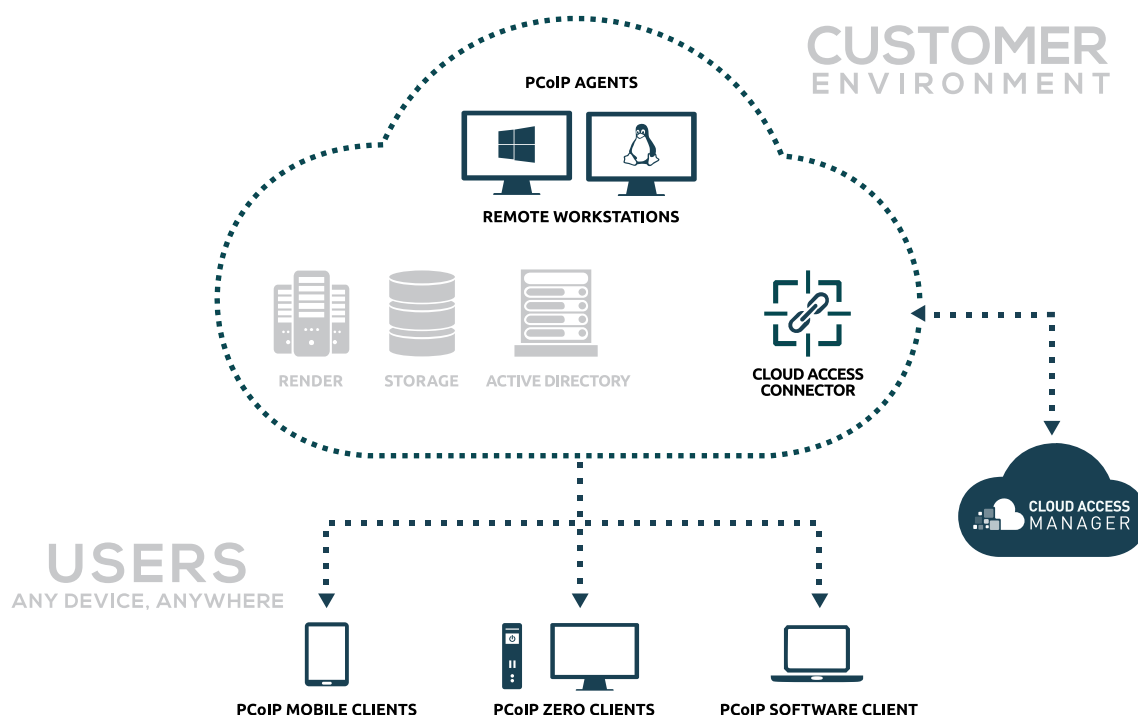 CUSTOMER
ENVIRONMENT
PCoIP AGENTS
REMOTE WORKSTATIONS
RENDER
STORAGE
ACTIVE DIRECTORY
CLOUD ACCESS
CONNECTOR
CLOUD ACCESS
MANAGER
USERS
ANY DEVICE, ANYWHERE
PCoIP MOBILE CLIENTS
PCoIP ZERO CLIENTS
PCoIP SOFTWARE CLIENT